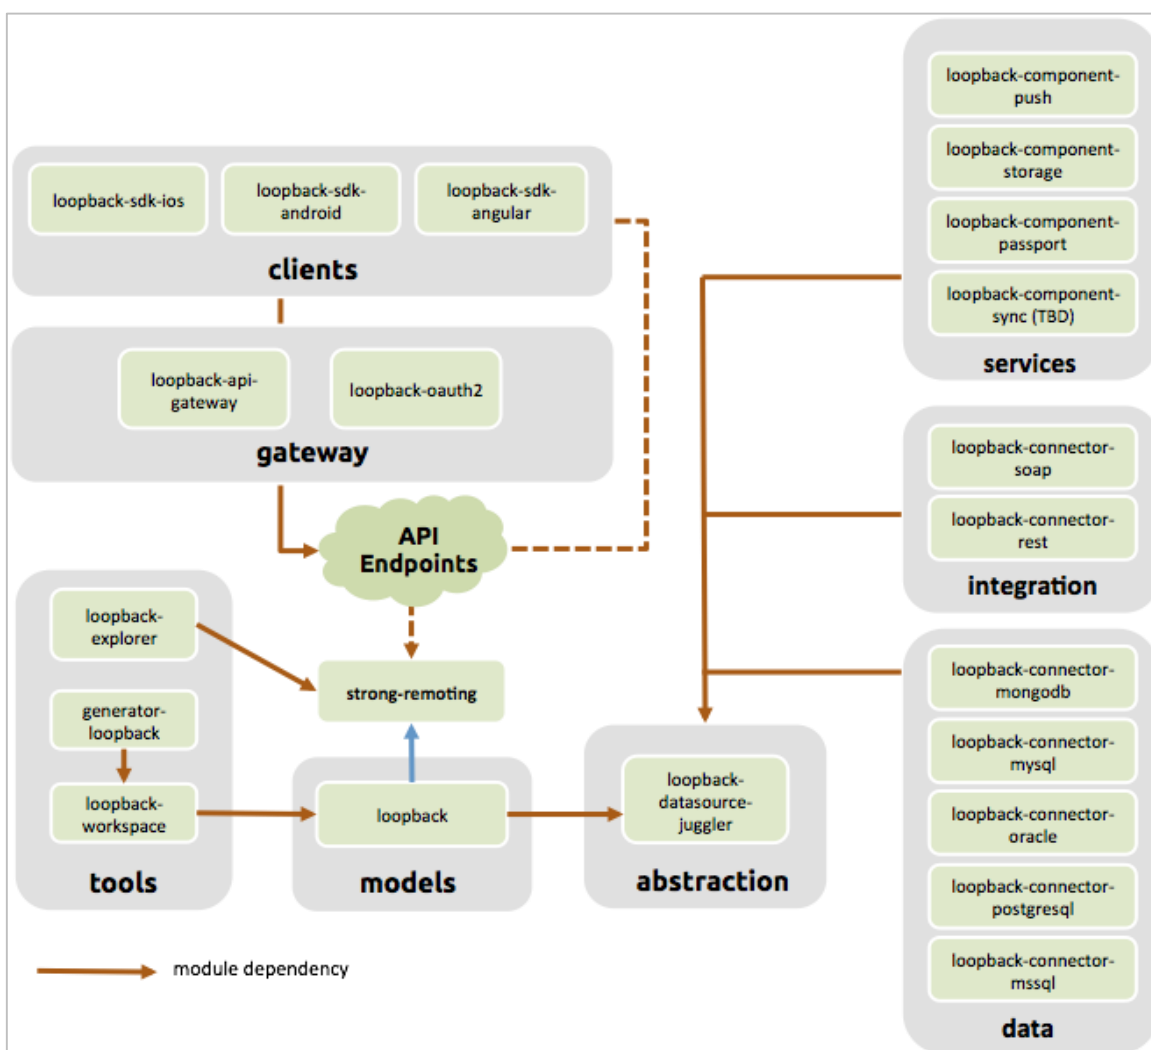 loopback-sdk-ios
loopback-sdk-
android
loopback-sdk-
angular
clients
loopback-api-
gateway
loopback-oauth2
gateway
API
Endpoints
loopback-
explorer
generator-
loopback
loopback-
workspace
tools
strong-remoting
loopback
models
loopback-
datasource-
juggler
abstraction
loopback-component-
push
loopback-component-
storage
loopback-component-
passport
loopback-component-
sync (TBD)
services
loopback-connector-
soap
loopback-connector-
rest
integration
loopback-connector-
mongodb
loopback-connector-
mysql
loopback-connector-
oracle
loopback-connector-
postgresql
loopback-connector-
mssql
data
module dependency